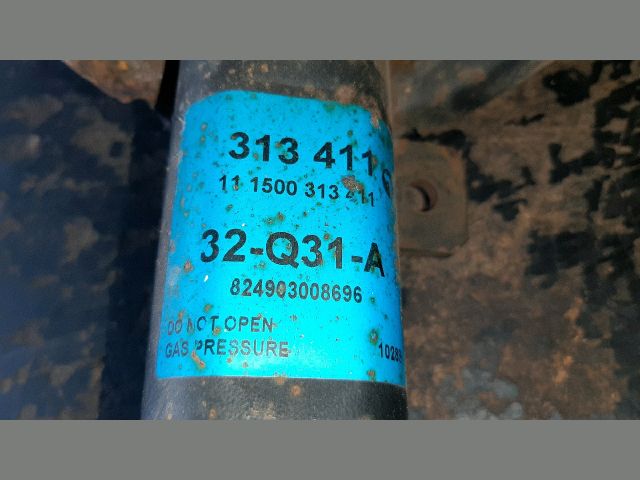 313 411 G
11 1500 313 411
32-Q31-A
824903008696
DO NOT OPEN
GAS PRESSURE